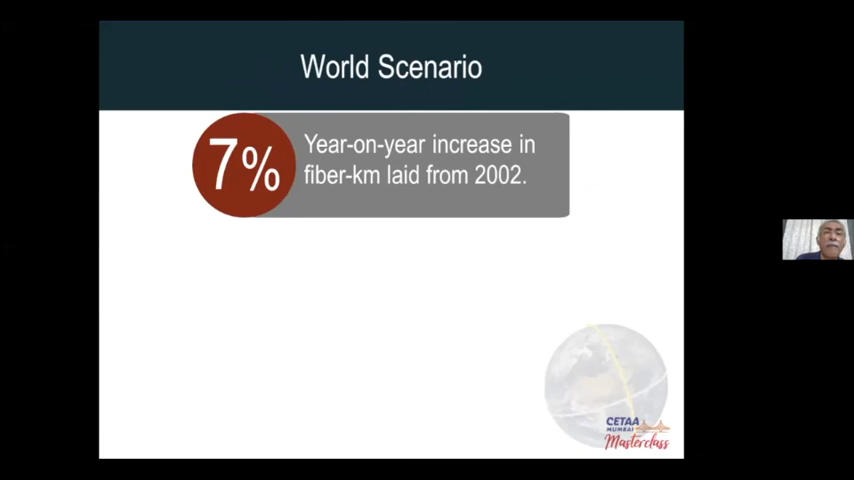 World Scenario
7%
Year-on-year increase in
fiber-km laid from 2002.
CETAA
MUMBAI
Masterclass